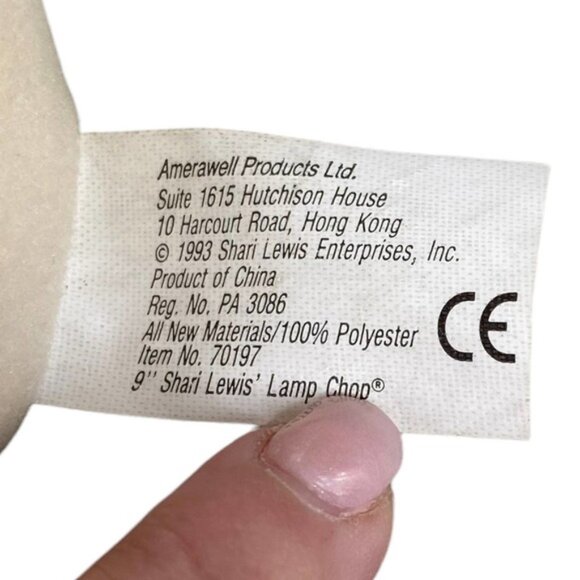 Amerawell Products Ltd.
Suite 1615 Hutchison House
10 Harcourt Road, Hong Kong
© 1993 Shari Lewis Enterprises, Inc.
Product of China
Reg. No. PA 3086
All New Materials/100% Polyester
Item No. 70197
9'' Shari Lewis' Lamp Chop®
CE